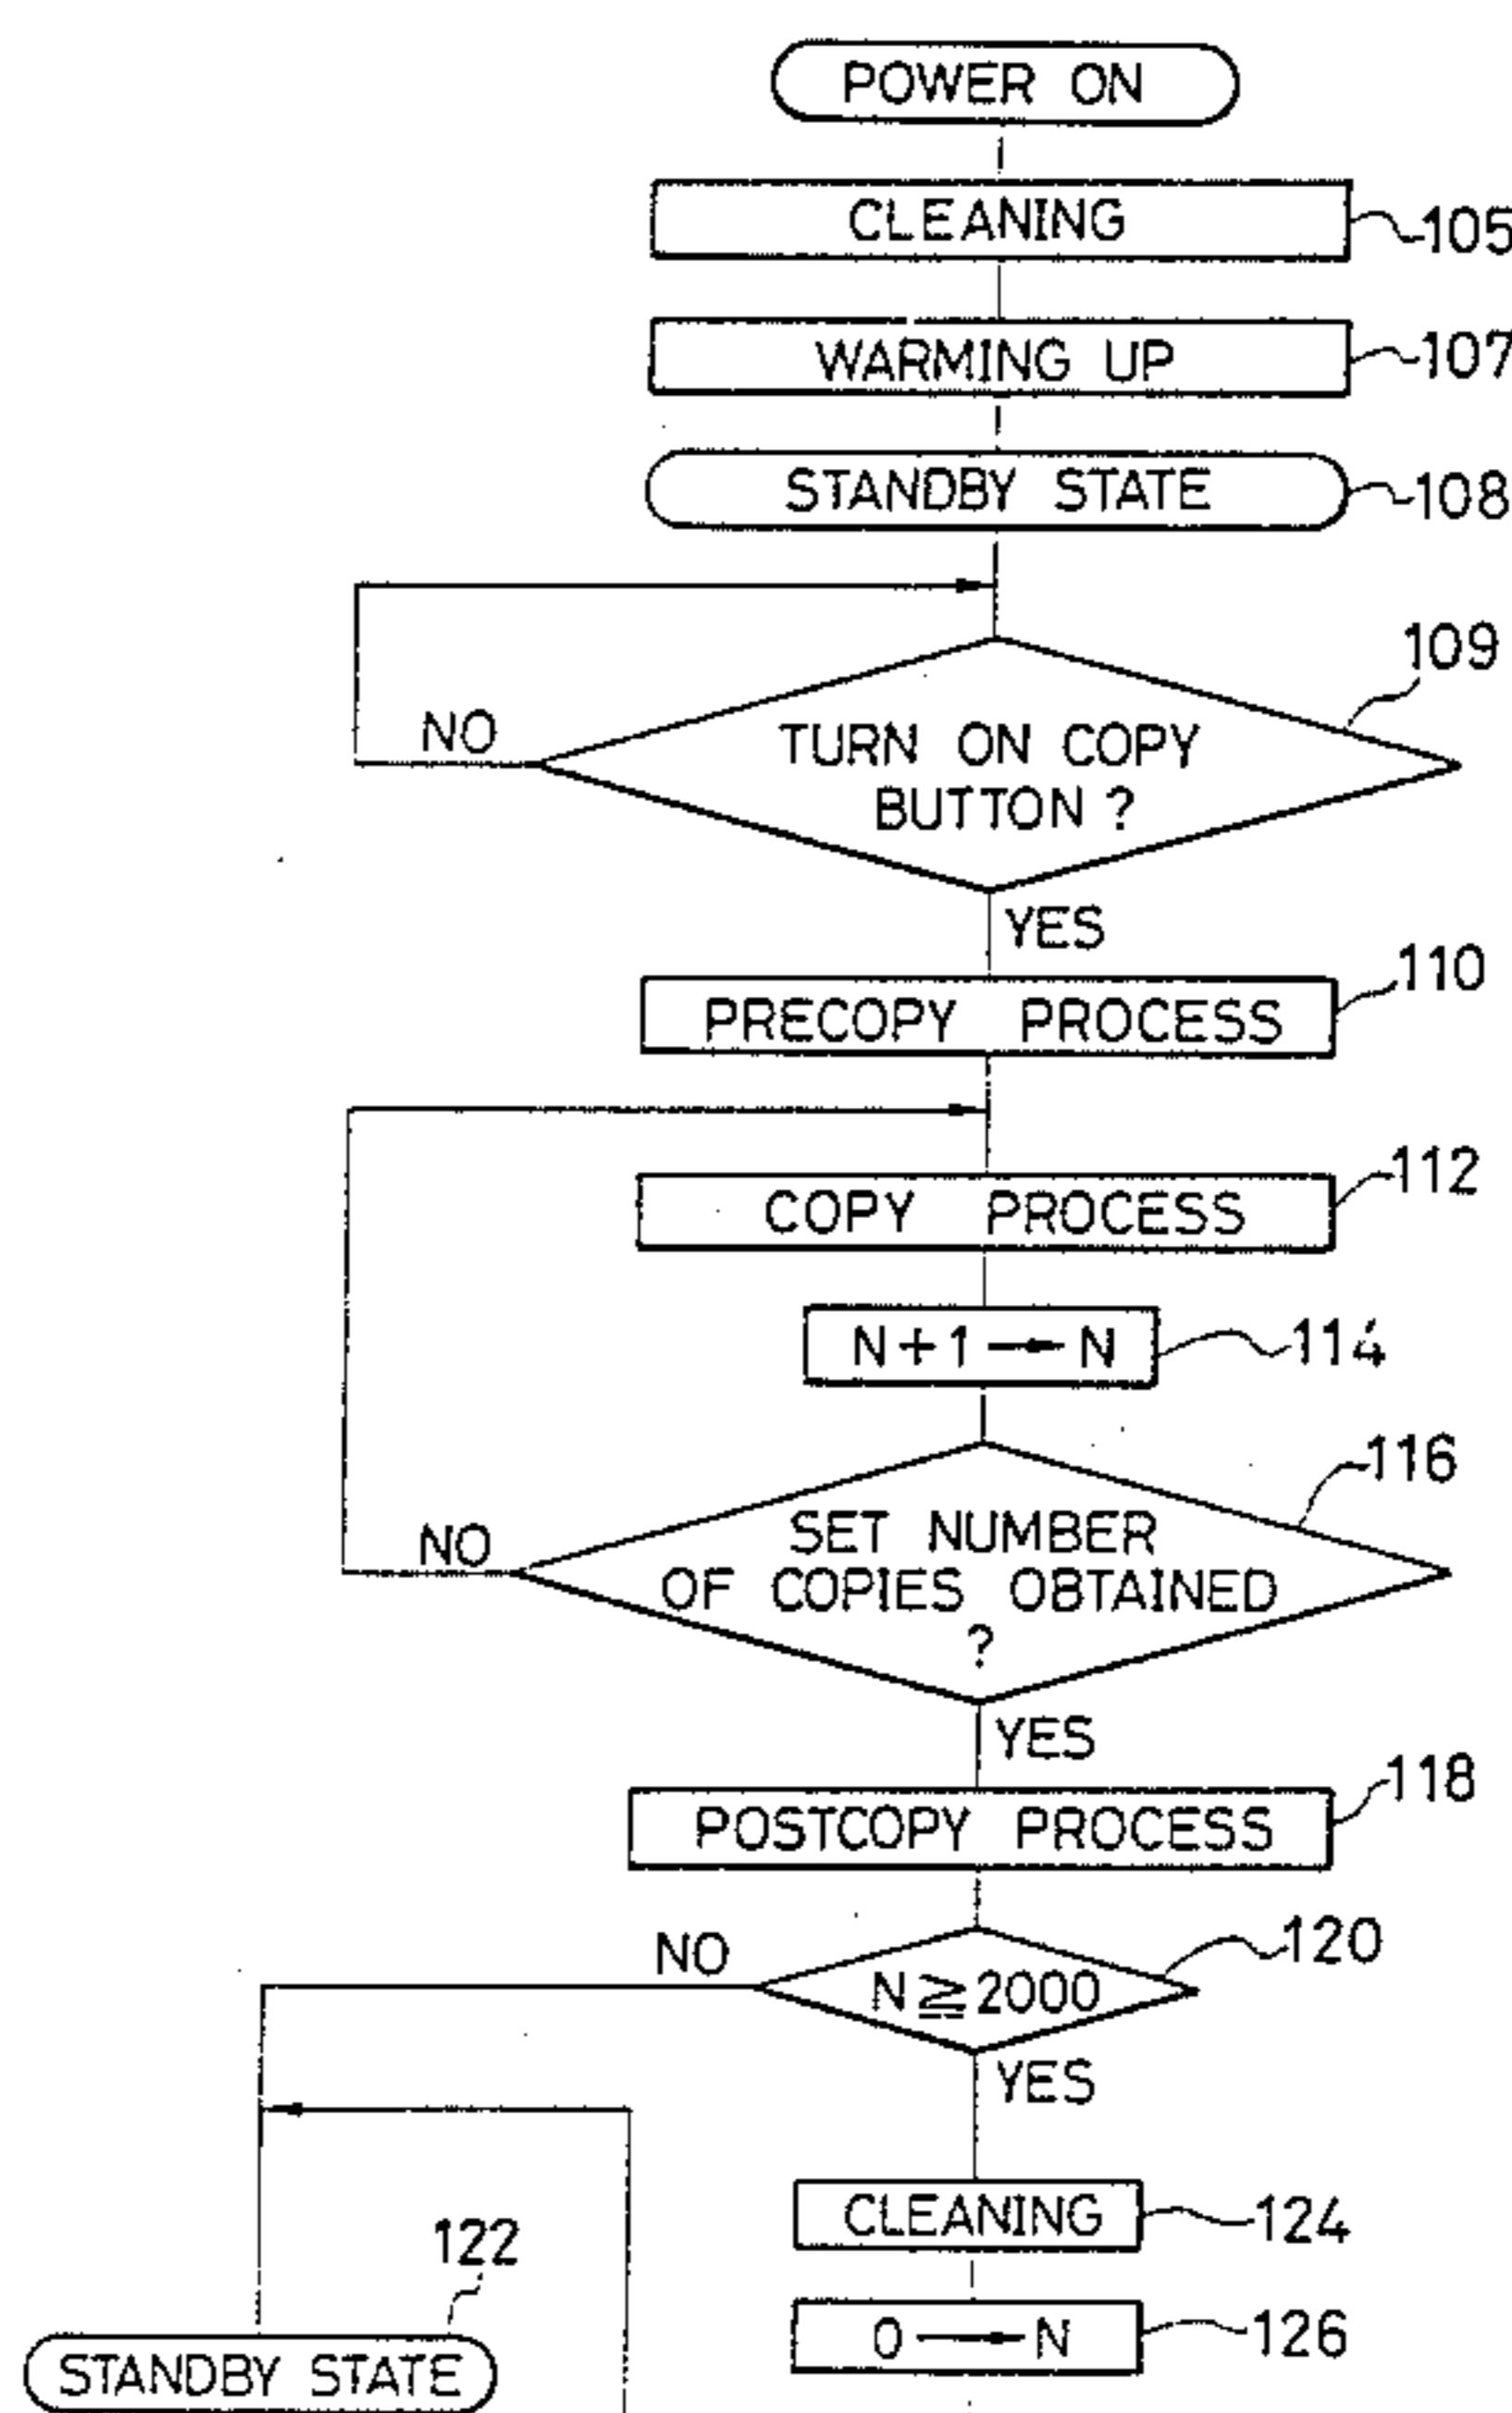 POWER ON
CLEANING
105
WARMING UP
107
STANDBY STATE
108
109
NO
TURN ON COPY
BUTTON ?
YES
110
PRECOPY PROCESS
112
COPY PROCESS
N+1 → N
114
116
NO
SET NUMBER
OF COPIES OBTAINED
?
YES
118
POSTCOPY PROCESS
NO
120
N≧2000
YES
CLEANING
124
122
0 → N
126
STANDBY STATE